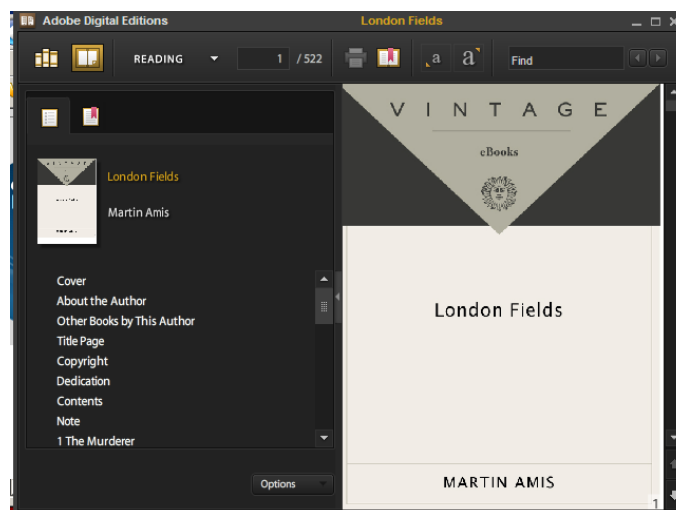 Adobe Digital Editions
London Fields
READING
1 / 522
a a
Find
London Fields
Martin Amis
Cover
About the Author
Other Books by This Author
Title Page
Copyright
Dedication
Contents
Note
1 The Murderer
Options
VINTAGE
eBooks
London Fields
MARTIN AMIS
1